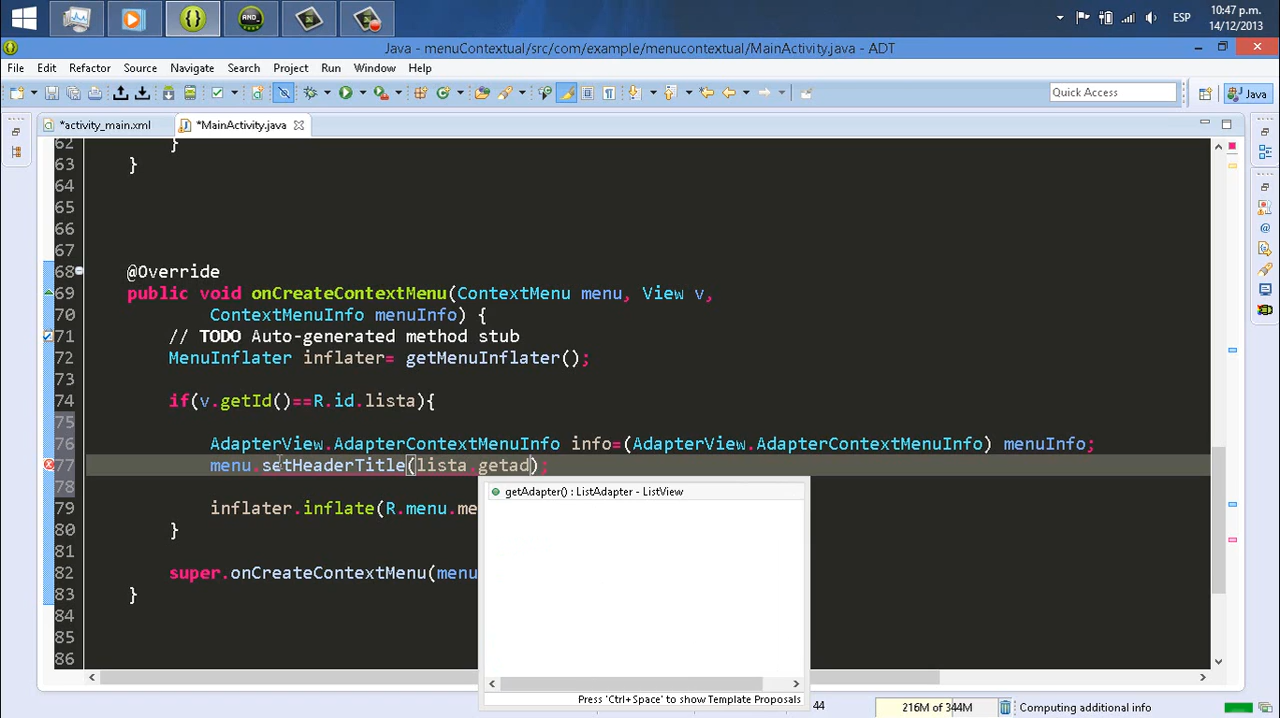 10:47 p.m.
ESP
14/12/2013
Java - menuContextual/src/com/example/menucontextual/MainActivity.java - ADT
File Edit Refactor Source Navigate Search Project Run Window Help
Quick Access
Java
*activity_main.xml
*MainActivity.java
62 }
63 }
64
65
66
67
68 @Override
69 public void onCreateContextMenu(ContextMenu menu, View v,
70 ContextMenuInfo menuInfo) {
71 // TODO Auto-generated method stub
72 MenuInflater inflater= getMenuInflater();
73
74 if(v.getId()==R.id.lista){
75
76 AdapterView.AdapterContextMenuInfo info=(AdapterView.AdapterContextMenuInfo) menuInfo;
77 menu.setHeaderTitle(lista.getad);
78
getAdapter() : ListAdapter - ListView
79 inflater.inflate(R.menu.me
80 }
81
82 super.onCreateContextMenu(menu
83 }
84
85
86
Press 'Ctrl+Space' to show Template Proposals
44
216M of 344M
Computing additional info